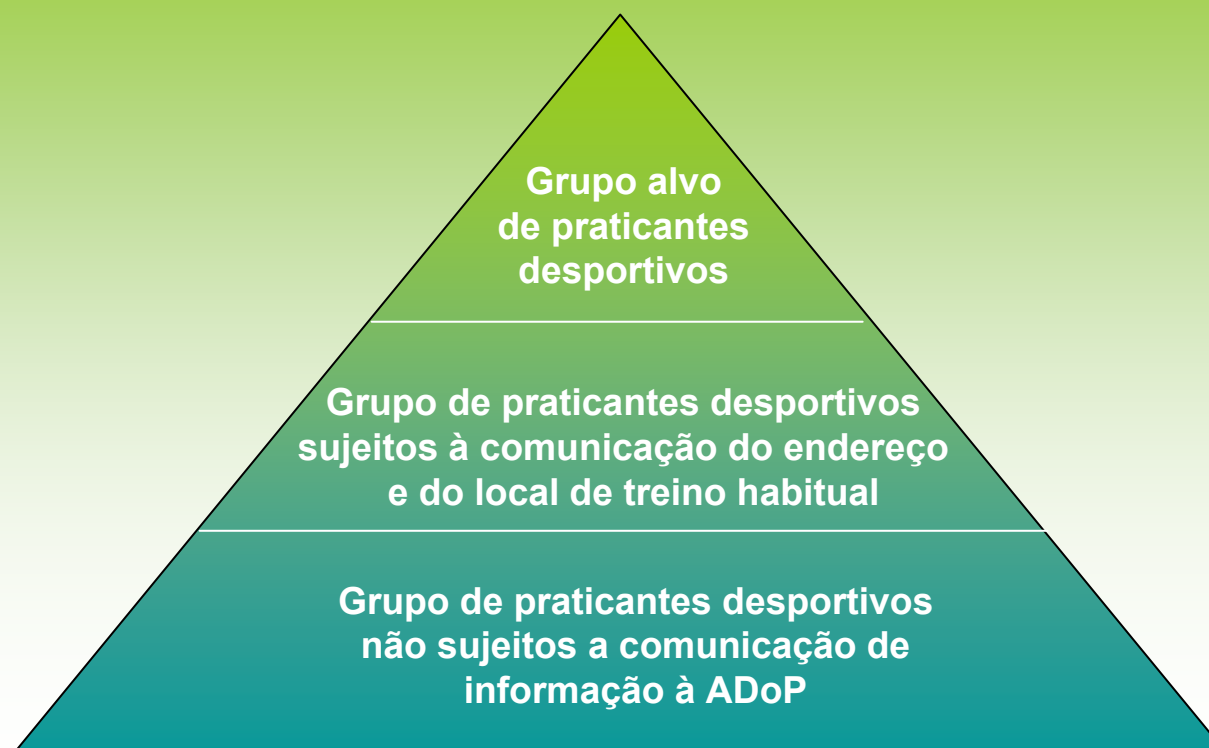 Grupo alvo
de praticantes
desportivos
Grupo de praticantes desportivos
sujeitos à comunicação do endereço
e do local de treino habitual
Grupo de praticantes desportivos
não sujeitos a comunicação de
informação à ADoP